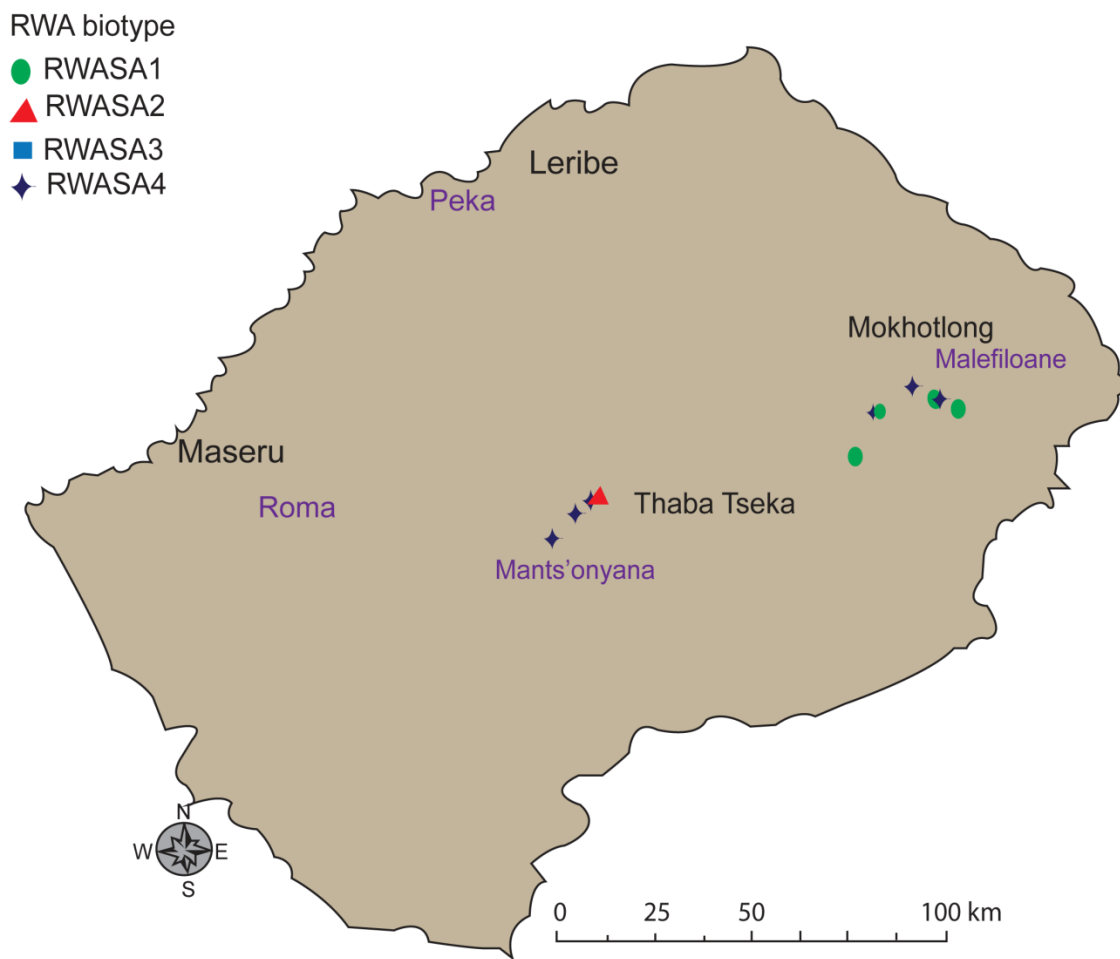 RWA biotype
RWASA1
RWASA2
RWASA3
RWASA4
Leribe
Peka
Mokhotlong
Malefiloane
Maseru
Roma
Thaba Tseka
Mants’onyana
N
W E
S
0 25 50 100 km